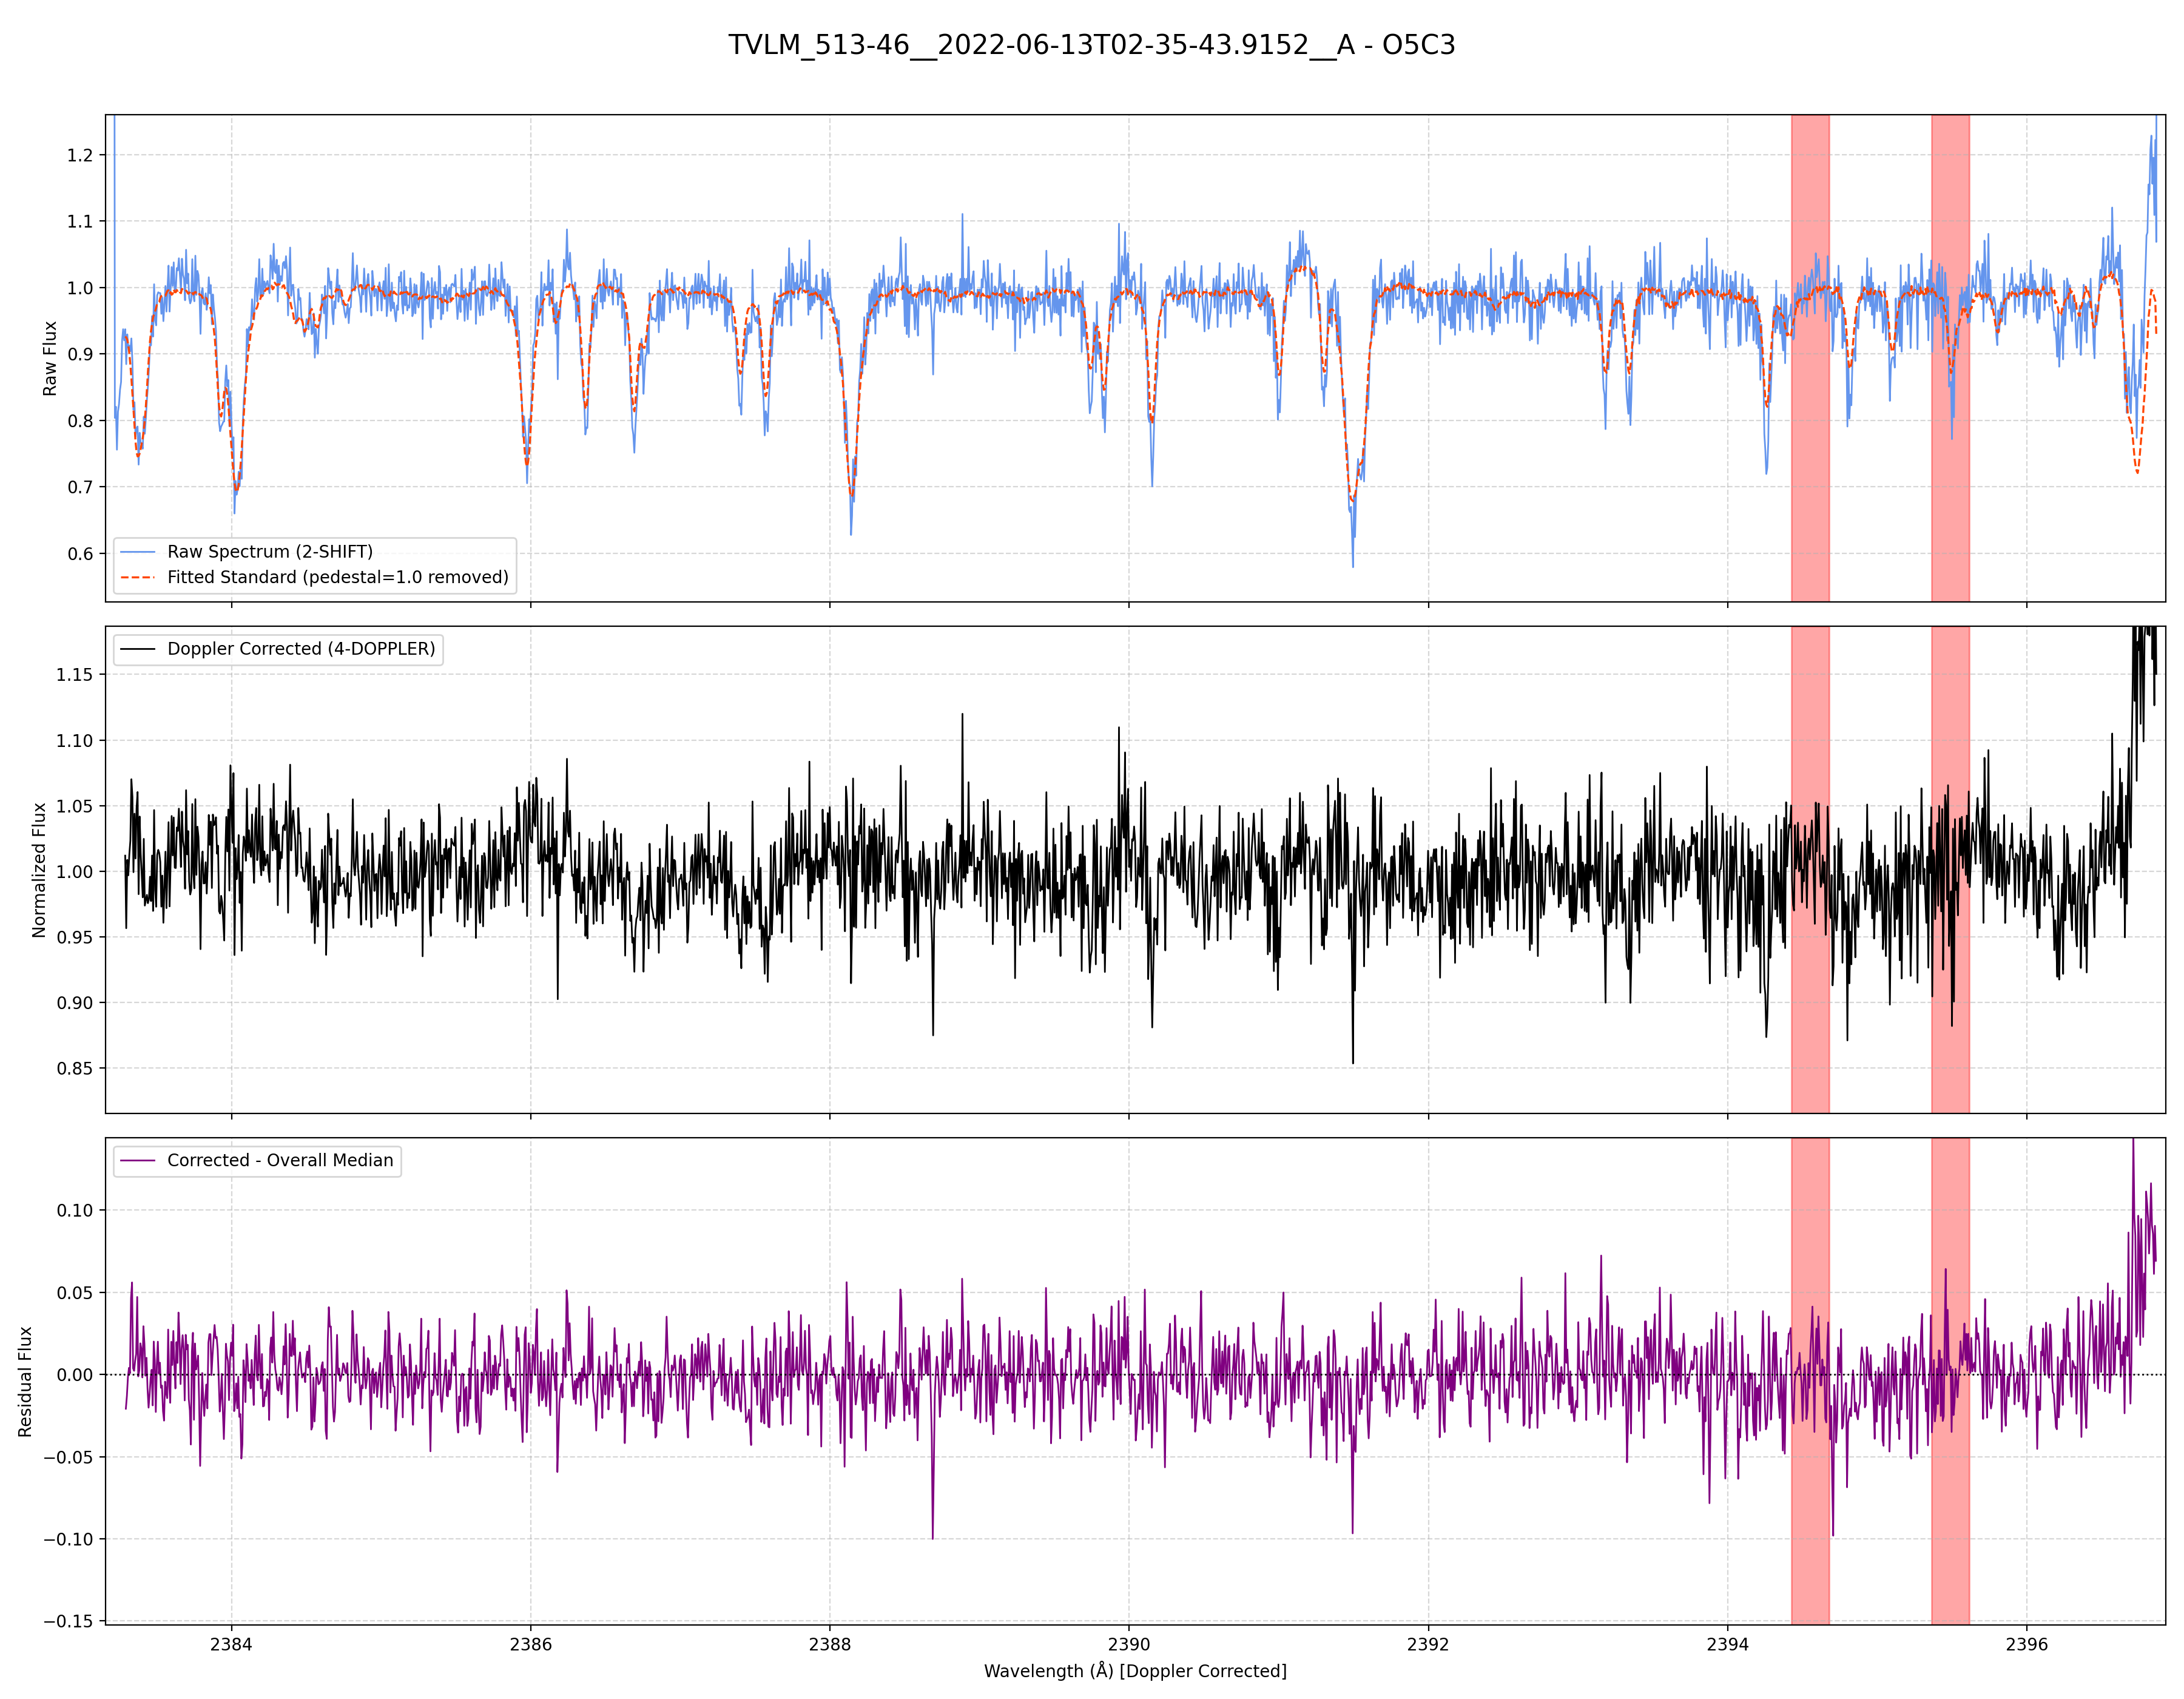 TVLM_513-46__2022-06-13T02-35-43.9152__A - O5C3
1.2
1.1
1.0
0.9
0.8
0.7
0.6
Raw Flux
Raw Spectrum (2-SHIFT)
Fitted Standard (pedestal=1.0 removed)
1.15
1.10
1.05
1.00
0.95
0.90
0.85
Normalized Flux
Doppler Corrected (4-DOPPLER)
0.10
0.05
0.00
−0.05
−0.10
−0.15
Residual Flux
Corrected - Overall Median
2384 2386 2388 2390 2392 2394 2396
Wavelength (Å) [Doppler Corrected]